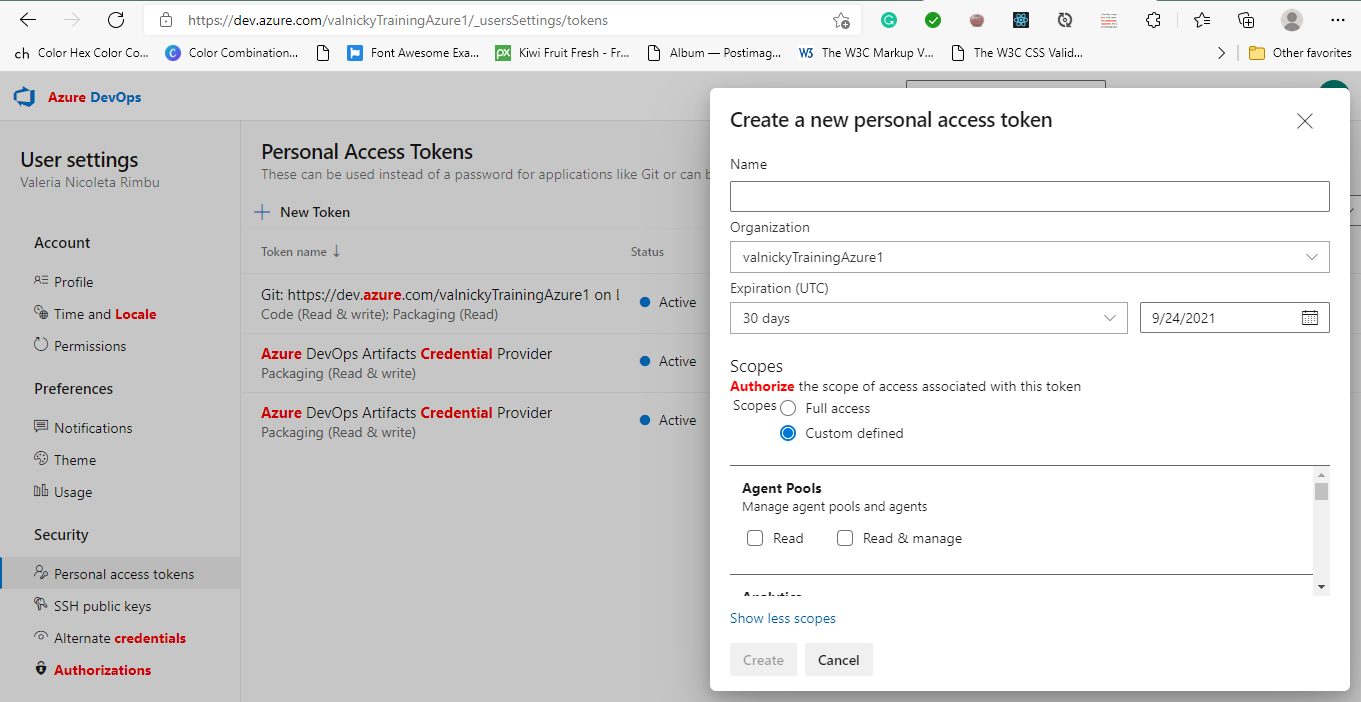 https://dev.azure.com/valnickyTrainingAzure1/_usersSettings/tokens
ch Color Hex Color Co...
C Color Combination...
Font Awesome Exa...
px Kiwi Fruit Fresh - Fr...
Album — Postimag...
W3 The W3C Markup V...
The W3C CSS Valid...
Other favorites
Azure DevOps
User settings
Valeria Nicoleta Rimbu
Account
Profile
Time and Locale
Permissions
Preferences
Notifications
Theme
Usage
Security
Personal access tokens
SSH public keys
Alternate credentials
Authorizations
Personal Access Tokens
These can be used instead of a password for applications like Git or can b
New Token
Token name ↓
Status
Git: https://dev.azure.com/valnickyTrainingAzure1 on
Active
Code (Read & write); Packaging (Read)
Azure DevOps Artifacts Credential Provider
Active
Packaging (Read & write)
Azure DevOps Artifacts Credential Provider
Active
Packaging (Read & write)
Create a new personal access token
Name
Organization
valnickyTrainingAzure1
Expiration (UTC)
30 days
9/24/2021
Scopes
Authorize the scope of access associated with this token
Scopes
Full access
Custom defined
Agent Pools
Manage agent pools and agents
Read
Read & manage
Analytics
Show less scopes
Create
Cancel